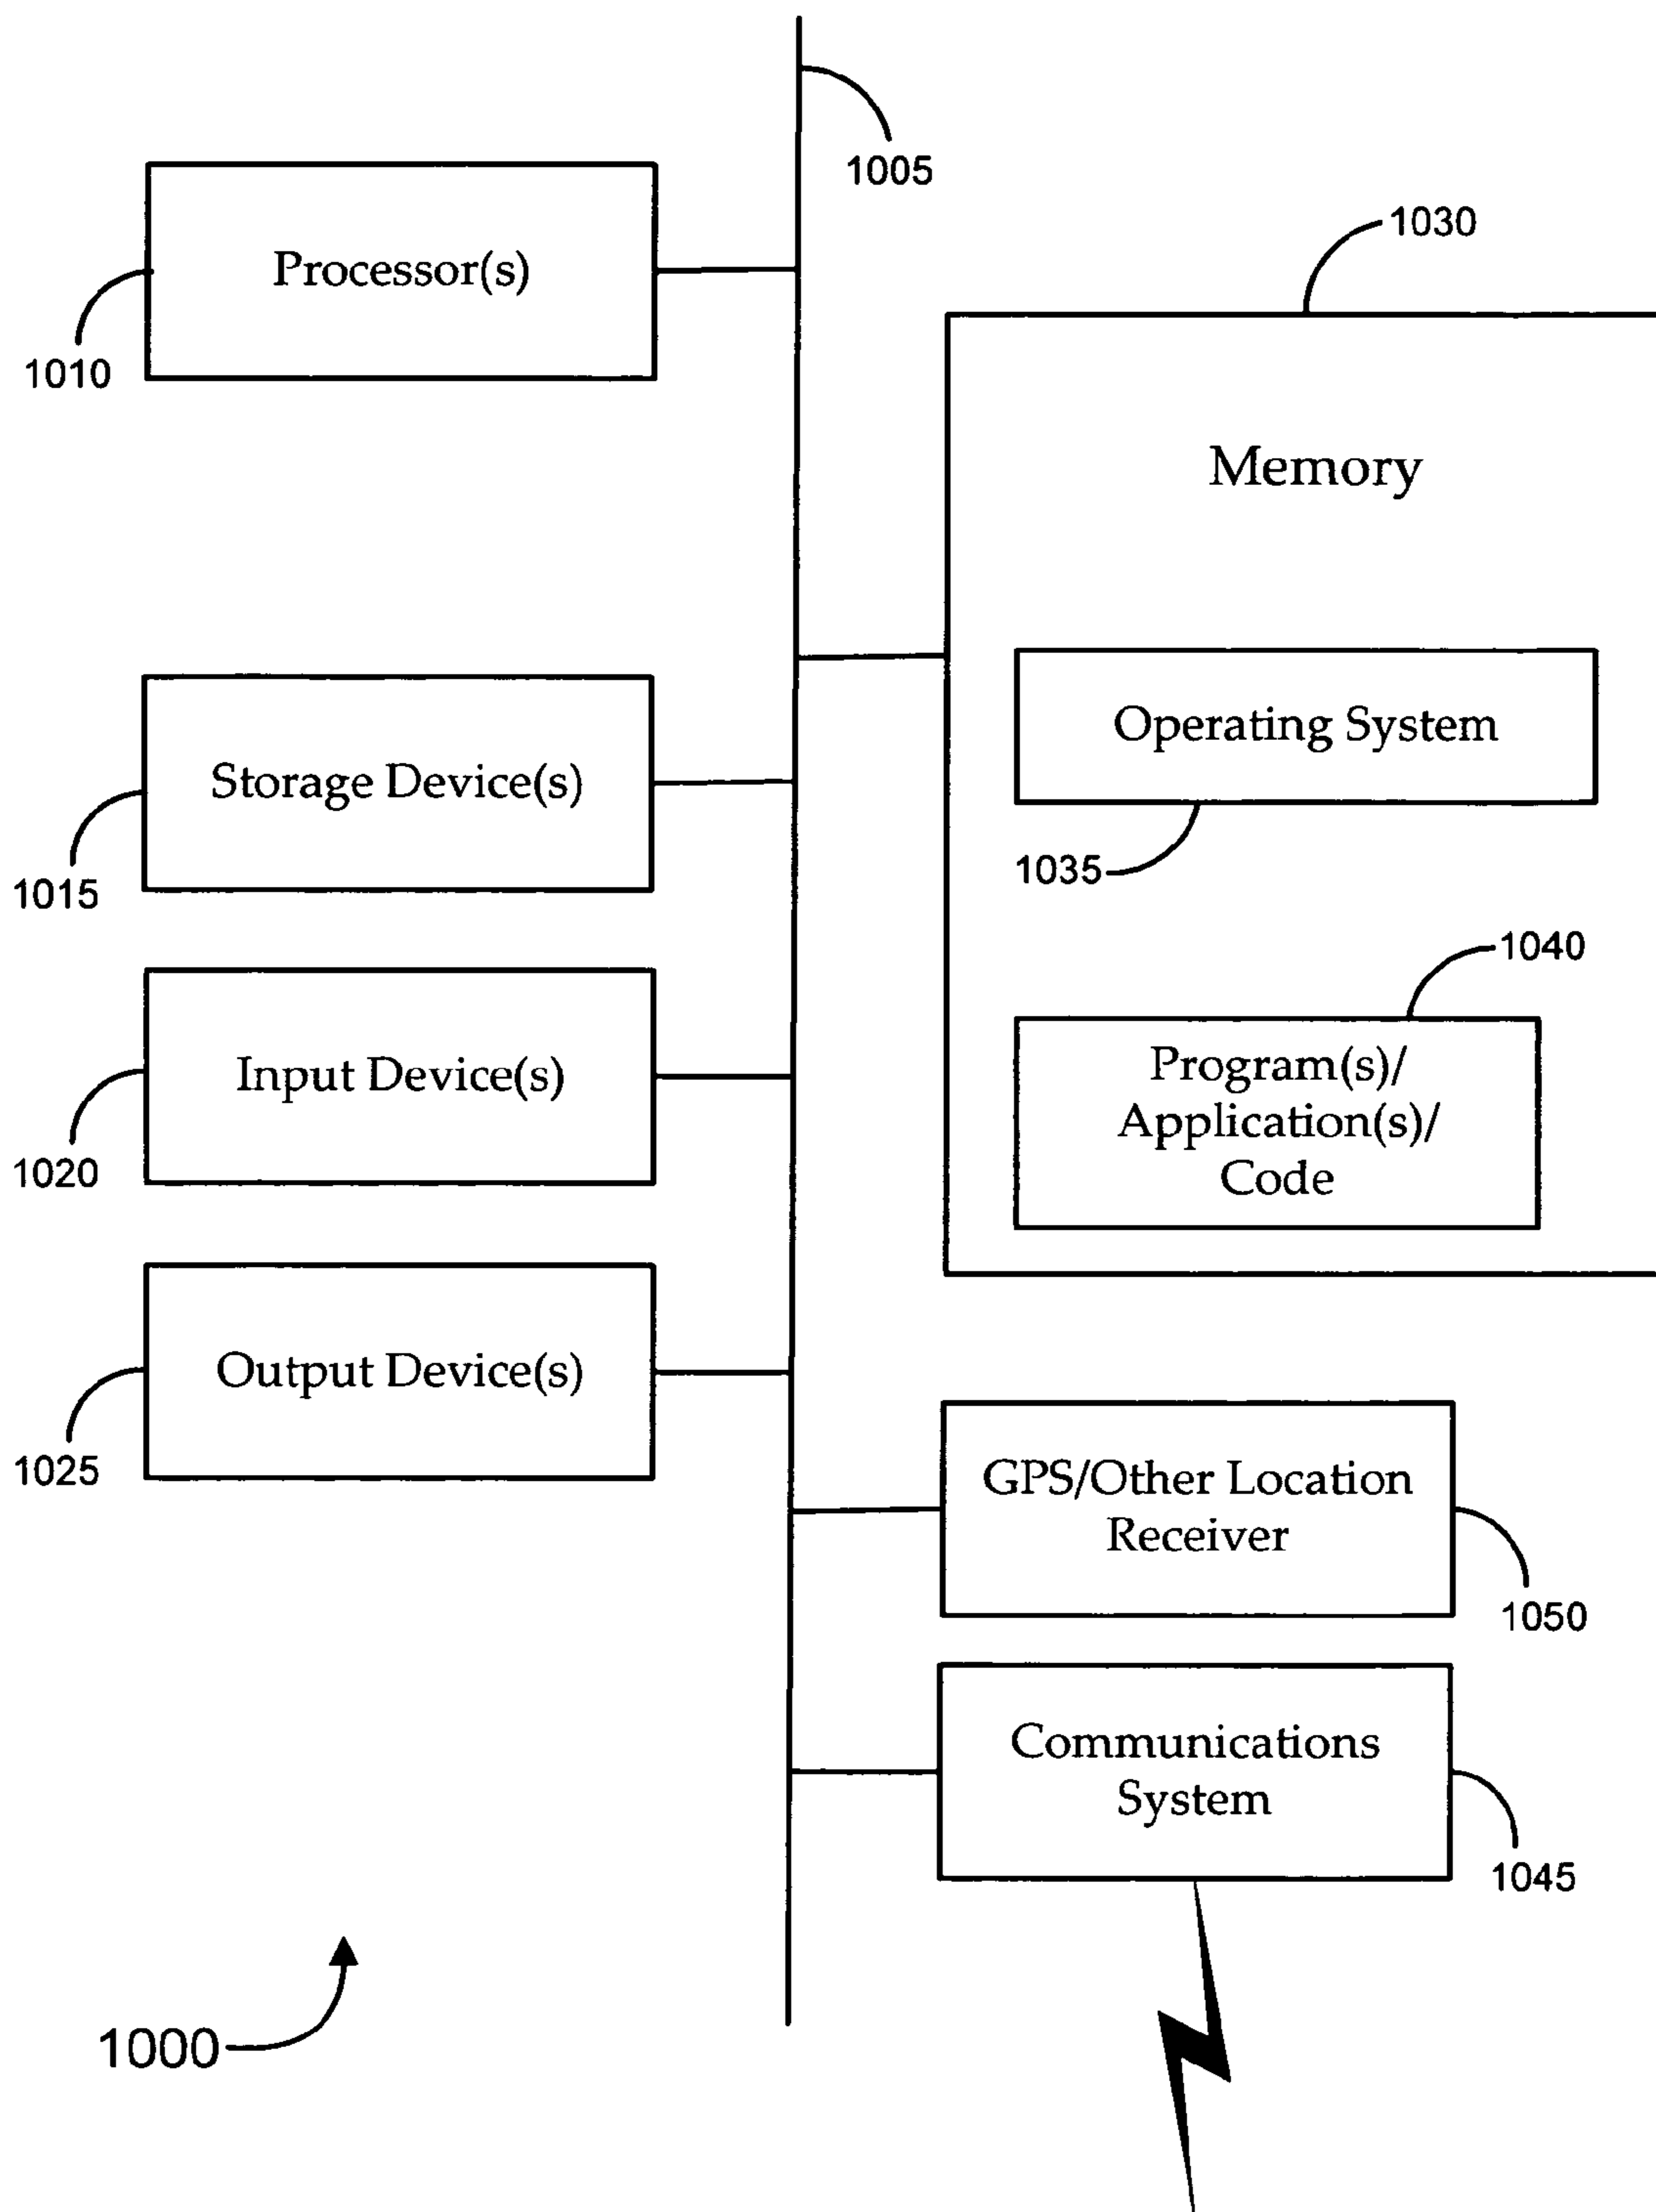 1005
Processor(s)
1010
1030
Memory
Operating System
1035
Storage Device(s)
1015
1040
Program(s)/
Application(s)/
Code
Input Device(s)
1020
Output Device(s)
1025
GPS/Other Location
Receiver
1050
Communications
System
1045
1000